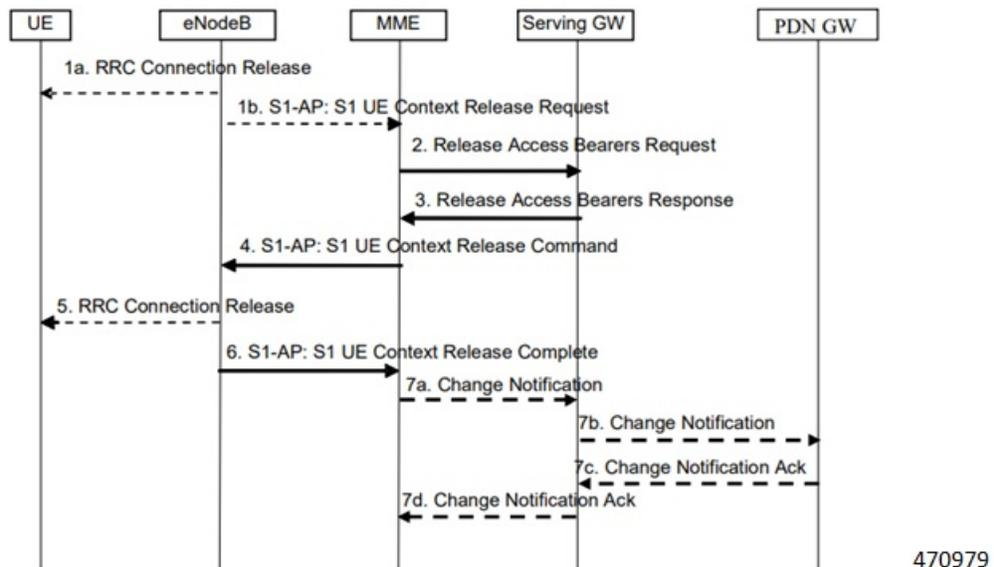 UE
eNodeB
MME
Serving GW
PDN GW
1a. RRC Connection Release
1b. S1-AP: S1 UE Context Release Request
2. Release Access Bearers Request
3. Release Access Bearers Response
4. S1-AP: S1 UE Context Release Command
5. RRC Connection Release
6. S1-AP: S1 UE Context Release Complete
7a. Change Notification
7b. Change Notification
7c. Change Notification Ack
7d. Change Notification Ack
470979